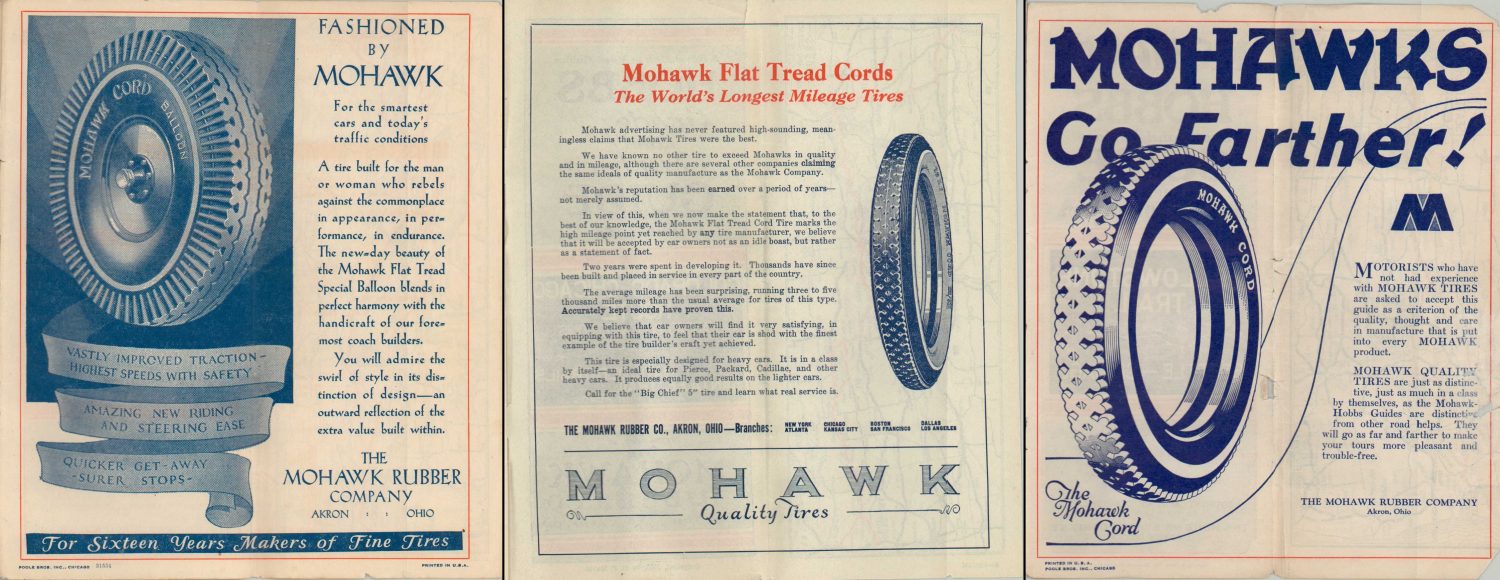 FASHIONED
BY
MOHAWK
For the smartest
cars and today's
traffic conditions
A tire built for the man
or woman who rebels
against the commonplace
in appearance, in per-
formance, in endurance.
The new-day beauty of
the Mohawk Flat Tread
Special Balloon blends in
perfect harmony with the
handicraft of our fore-
most coach builders.
You will admire the
swirl of style in its dis-
tinction of design—an
outward reflection of the
extra value built within.
THE
MOHAWK RUBBER
COMPANY
AKRON : : OHIO
MOHAWK CORD BALLOON
VASTLY IMPROVED TRACTION-
HIGHEST SPEEDS WITH SAFETY
AMAZING NEW RIDING
AND STEERING EASE
QUICKER GET-AWAY
-SURER STOPS-
For Sixteen Years Makers of Fine Tires
POOLE BROS. INC., CHICAGO
PRINTED IN U.S.A.
Mohawk Flat Tread Cords
The World's Longest Mileage Tires
Mohawk advertising has never featured high-sounding, mean-
ingless claims that Mohawk Tires were the best.
We have known no other tire to exceed Mohawks in quality
and in mileage, although there are several other companies claiming
the same ideals of quality manufacture as the Mohawk Company.
Mohawk's reputation has been earned over a period of years—
not merely assumed.
In view of this, when we now make the statement that, to the
best of our knowledge, the Mohawk Flat Tread Cord Tire marks the
high mileage point yet reached by any tire manufacturer, we believe
that it will be accepted by car owners not as an idle boast, but rather
as a statement of fact.
Two years were spent in developing it. Thousands have since
been built and placed in service in every part of the country.
The average mileage has been surprising, running three to five
thousand miles more than the usual average for tires of this type.
Accurately kept records have proven this.
We believe that car owners will find it very satisfying, in
equipping with this tire, to feel that their car is shod with the finest
example of the tire builder's craft yet achieved.
This tire is especially designed for heavy cars. It is in a class
by itself—an ideal tire for Pierce, Packard, Cadillac, and other
heavy cars. It produces equally good results on the lighter cars.
Call for the "Big Chief" 5" tire and learn what real service is.
THE MOHAWK RUBBER CO., AKRON, OHIO—Branches: NEW YORK CHICAGO BOSTON DALLAS
ATLANTA KANSAS CITY SAN FRANCISCO LOS ANGELES
MOHAWK
Quality Tires
MOHAWKS
Go Farther!
MOHAWK CORD
M
MOTORISTS who have
not had experience
with MOHAWK TIRES
are asked to accept this
guide as a criterion of the
quality, thought and care
in manufacture that is put
into every MOHAWK
product.
MOHAWK QUALITY
TIRES are just as distinc-
tive, just as much in a class
by themselves, as the Mohawk-
Hobbs Guides are distinctive
from other road helps. They
will go as far and farther to make
your tours more pleasant and
trouble-free.
The
Mohawk
Cord
THE MOHAWK RUBBER COMPANY
Akron, Ohio
PRINTED IN U.S.A.
POOLE BROS. INC., CHICAGO